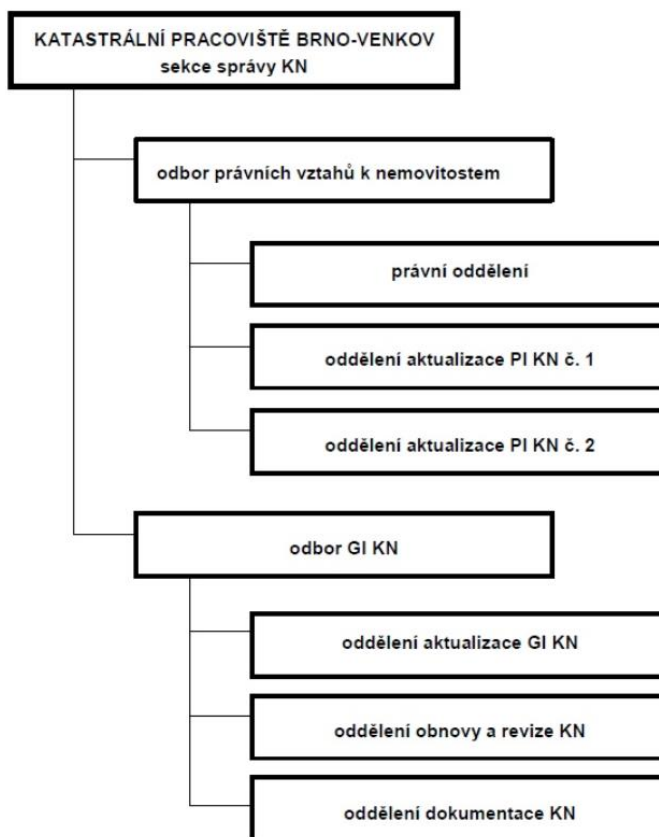 KATASTRÁLNÍ PRACOVIŠTĚ BRNO-VENKOV
sekce správy KN
odbor právních vztahů k nemovitostem
právní oddělení
oddělení aktualizace PI KN č. 1
oddělení aktualizace PI KN č. 2
odbor GI KN
oddělení aktualizace GI KN
oddělení obnovy a revize KN
oddělení dokumentace KN